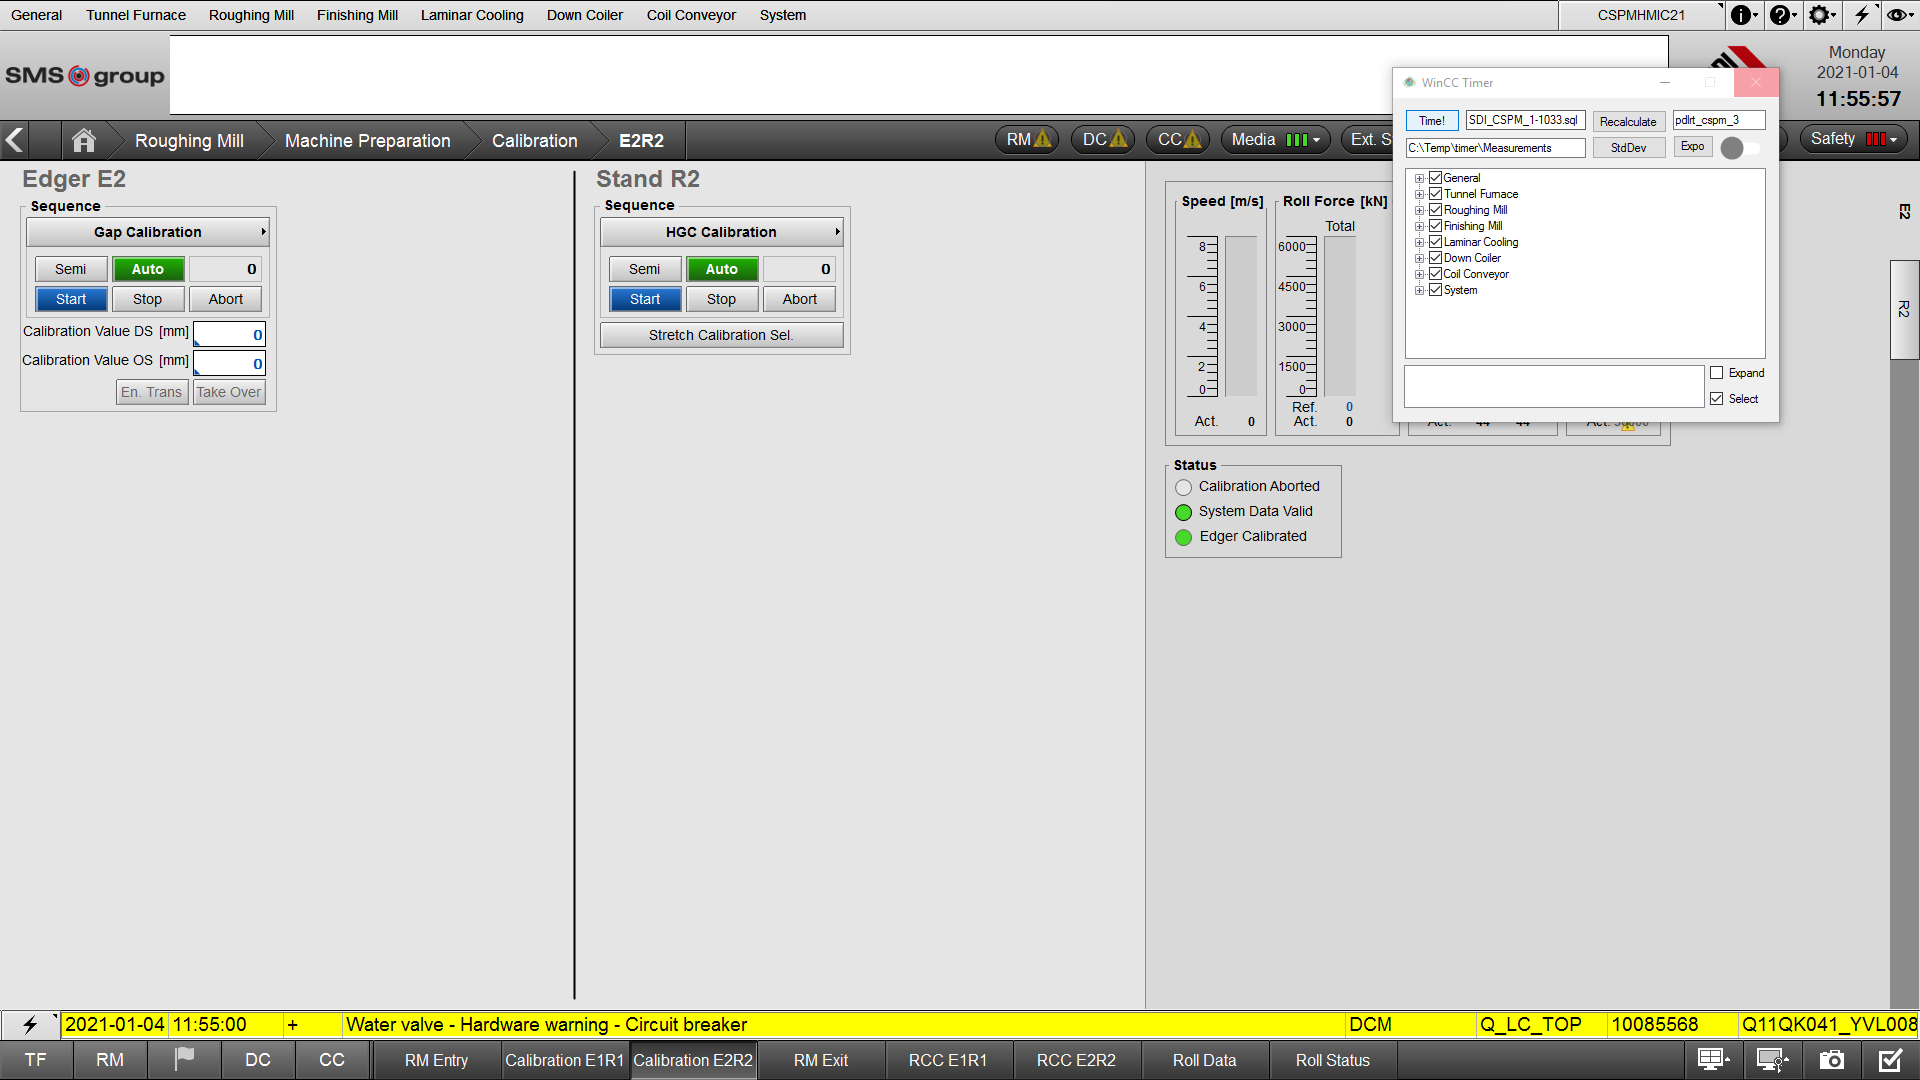 General Tunnel Furnace Roughing Mill Finishing Mill Laminar Cooling Down Coiler Coil Conveyor System CSPMHMIC21
SMS group
Monday
2021-01-04
11:55:57
Roughing Mill Machine Preparation Calibration E2R2 RM DC CC Media Ext. S Safety
WinCC Timer
Time! SDI_CSPM_1-1033.sql Recalculate pdlrt_cspm_3
C:\Temp\timer\Measurements StdDev Expo
General
Tunnel Furnace
Roughing Mill
Finishing Mill
Laminar Cooling
Down Coiler
Coil Conveyor
System
Expand
Select
Edger E2
Sequence
Gap Calibration
Semi Auto 0
Start Stop Abort
Calibration Value DS [mm] 0
Calibration Value OS [mm] 0
En. Trans Take Over
Stand R2
Sequence
HGC Calibration
Semi Auto 0
Start Stop Abort
Stretch Calibration Sel.
Speed [m/s]
8
6
4
2
0
Act. 0
Roll Force [kN]
Total
6000
4500
3000
1500
0
Ref. 0
Act. 0
Act. 44 44
Act.
E2
R2
Status
Calibration Aborted
System Data Valid
Edger Calibrated
2021-01-04 11:55:00 + Water valve - Hardware warning - Circuit breaker DCM Q_LC_TOP 10085568 Q11QK041_YVL008
TF RM DC CC RM Entry Calibration E1R1 Calibration E2R2 RM Exit RCC E1R1 RCC E2R2 Roll Data Roll Status